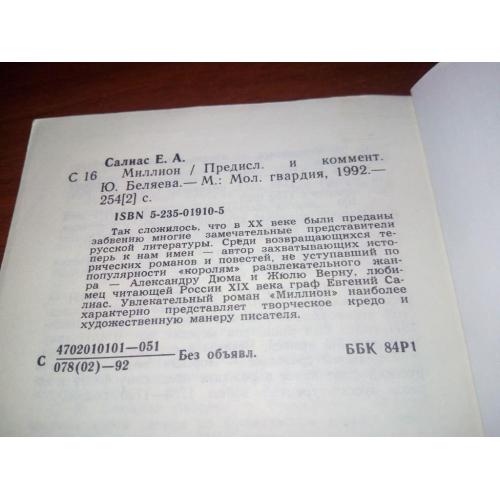 Салиас Е. А.
С 16 Миллион / Предисл. и коммент.
Ю. Беляева.— М.: Мол. гвардия, 1992.—
254[2] с.
ISBN 5-235-01910-5
Так сложилось, что в XX веке были преданы
забвению многие замечательные представители
русской литературы. Среди возвращающихся те-
перь к нам имен — автор захватывающих исто-
рических романов и повестей, не уступавший по
популярности «королям» развлекательного жан-
ра — Александру Дюма и Жюлю Верну, люби-
мец читающей России XIX века граф Евгений Са-
лиас. Увлекательный роман «Миллион» наиболее
характерно представляет творческое кредо и
художественную манеру писателя.
С 4702010101—051
078(02)—92 Без объявл. ББК 84Р1